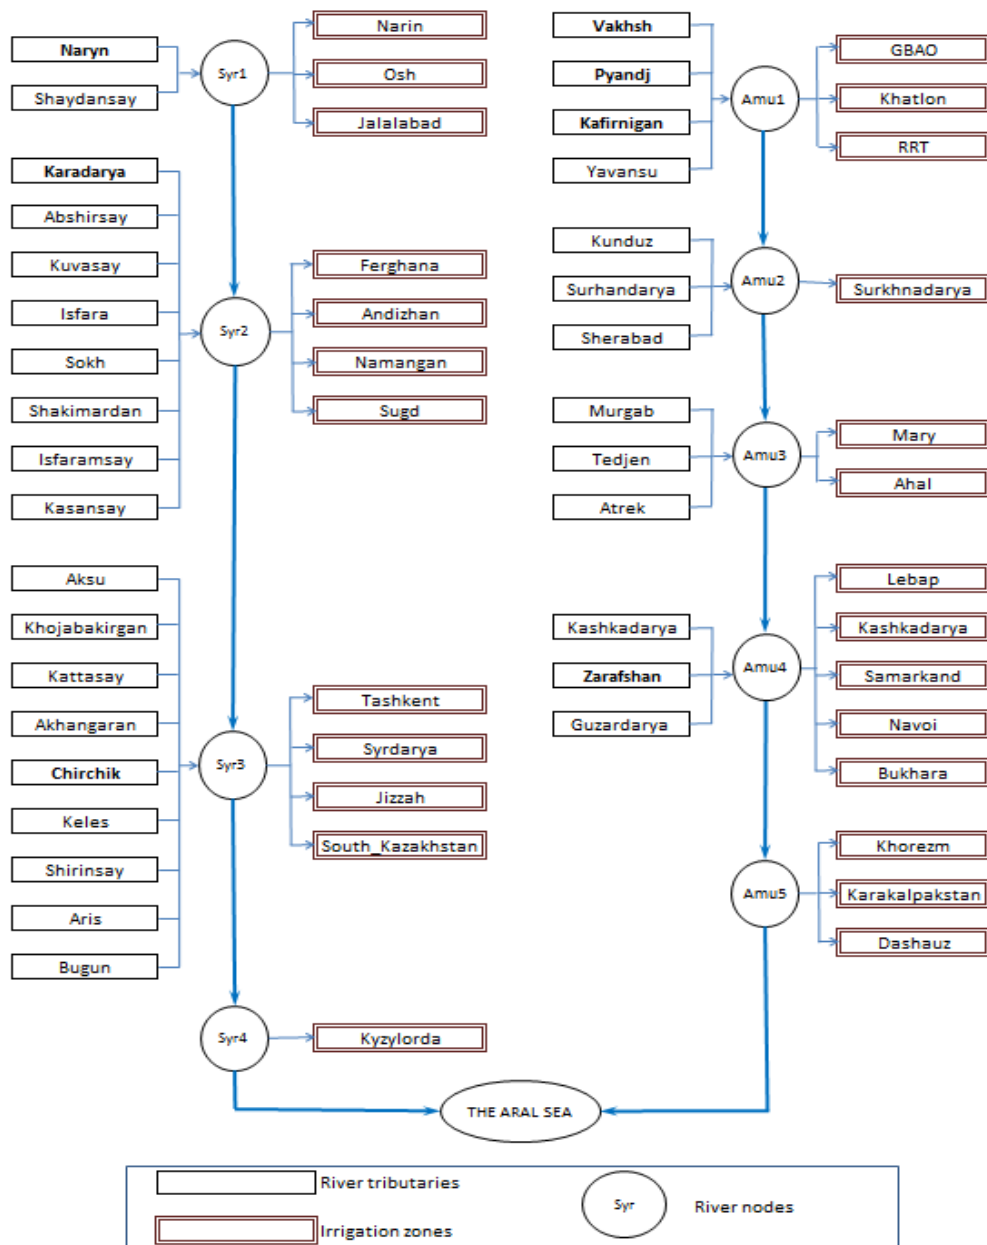 Naryn
Shaydansay
Syr1
Narin
Osh
Jalalabad
Karadarya
Abshirsay
Kuvasay
Isfara
Sokh
Shakimardan
Isfaramsay
Kasansay
Syr2
Ferghana
Andizhan
Namangan
Sugd
Aksu
Khojabakirgan
Kattasay
Akhangaran
Chirchik
Keles
Shirinsay
Aris
Bugun
Syr3
Tashkent
Syrdarya
Jizzah
South_Kazakhstan
Syr4
Kyzylorda
Vakhsh
Pyandj
Kafirnigan
Yavansu
Amu1
GBAO
Khatlon
RRT
Kunduz
Surhandarya
Sherabad
Amu2
Surkhnadarya
Murgab
Tedjen
Atrek
Amu3
Mary
Ahal
Kashkadarya
Zarafshan
Guzardarya
Amu4
Lebap
Kashkadarya
Samarkand
Navoi
Bukhara
Amu5
Khorezm
Karakalpakstan
Dashauz
THE ARAL SEA
River tributaries
Irrigation zones
Syr
River nodes